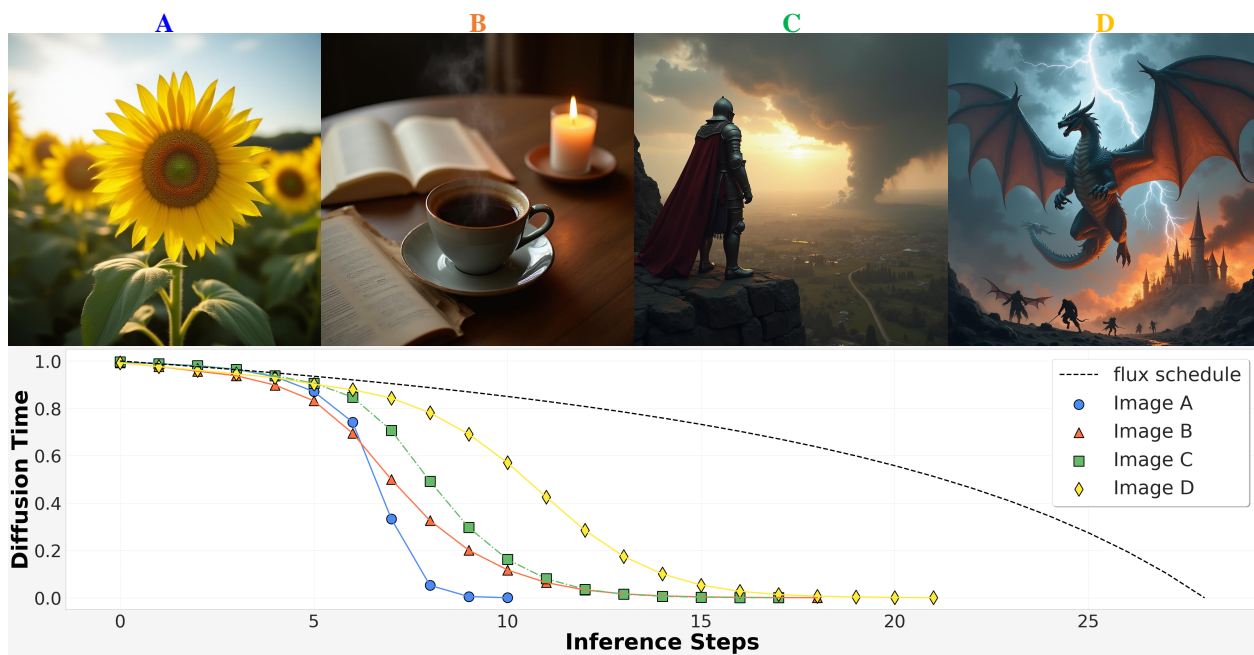 A B C D
1.0
0.8
0.6
0.4
0.2
0.0
Diffusion Time
flux schedule
Image A
Image B
Image C
Image D
0 5 10 15 20 25
Inference Steps